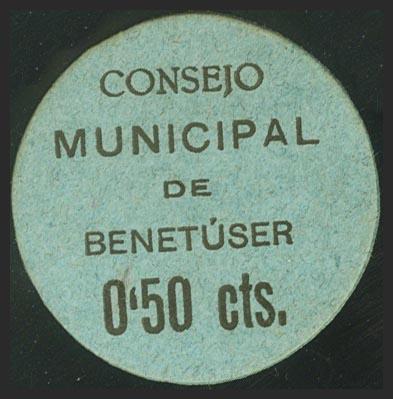 CONSEJO
MUNICIPAL
DE
BENETÚSER
0'50 cts.